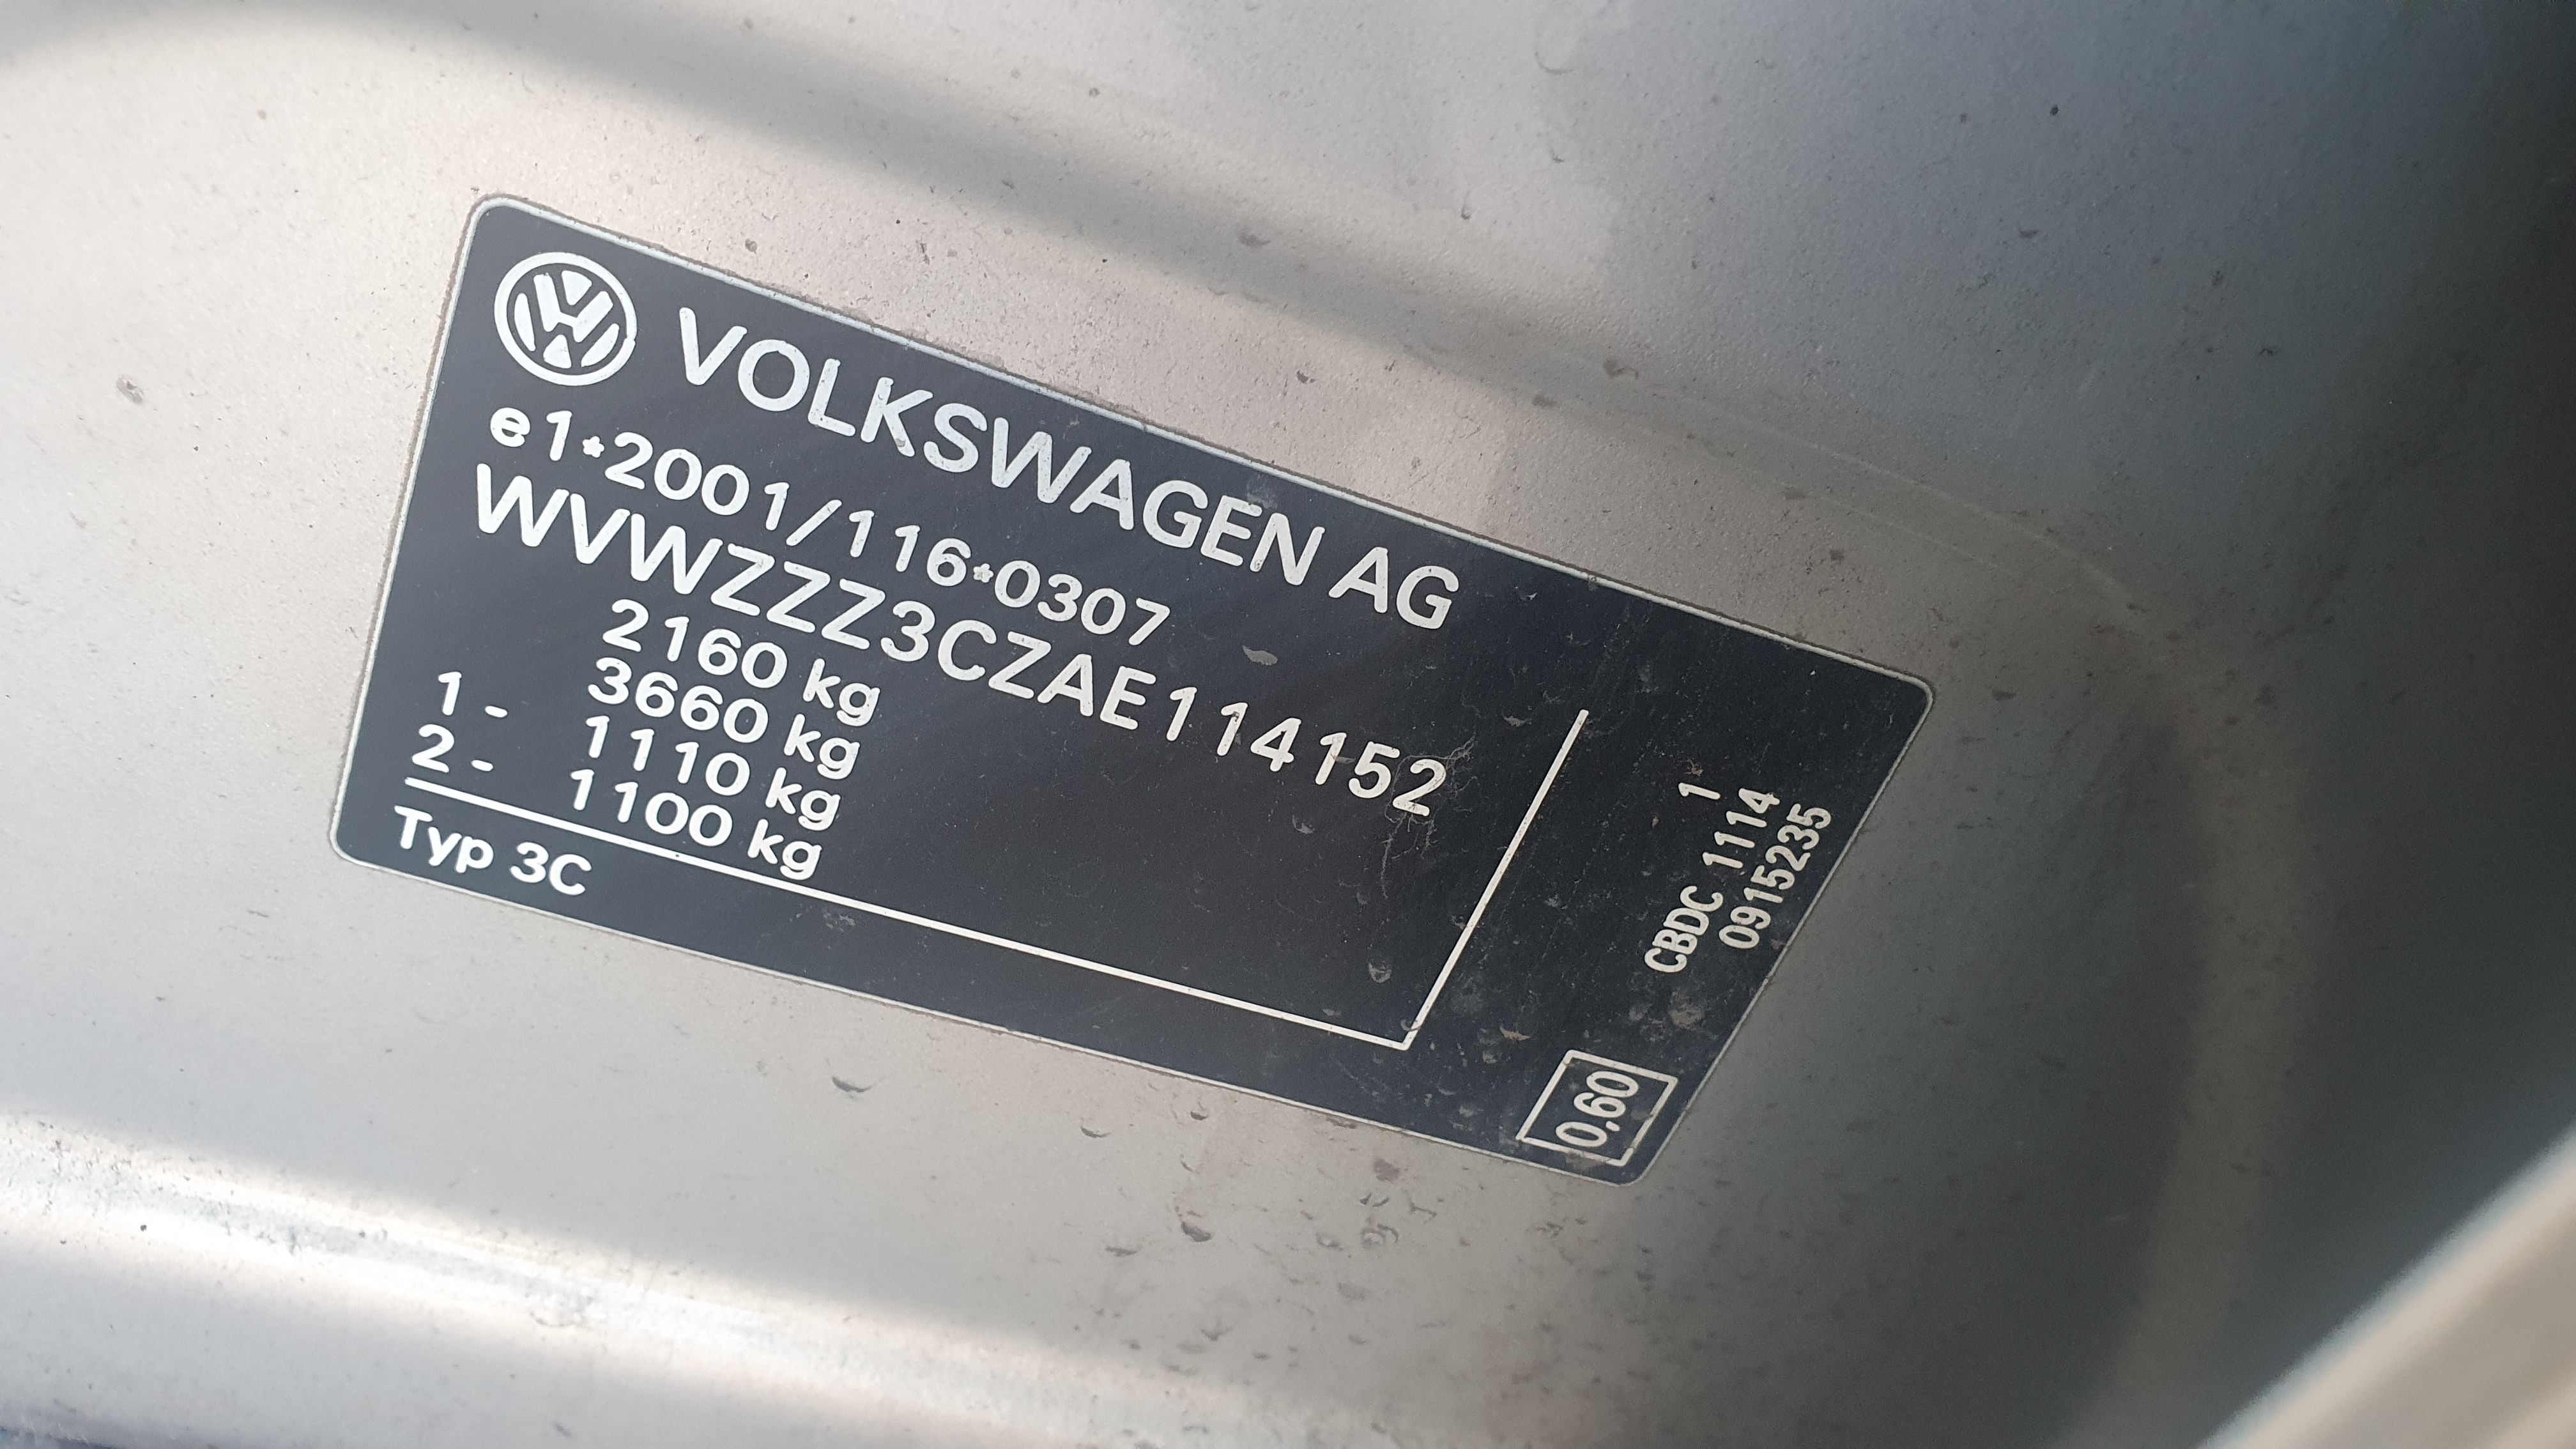 VOLKSWAGEN AG
e1*2001/116*0307
WVWZZZ3CZAE114152
2160 kg
3660 kg
1 - 1110 kg
2 - 1100 kg
Typ 3C
1
CBDC 1114
0915235
0,60